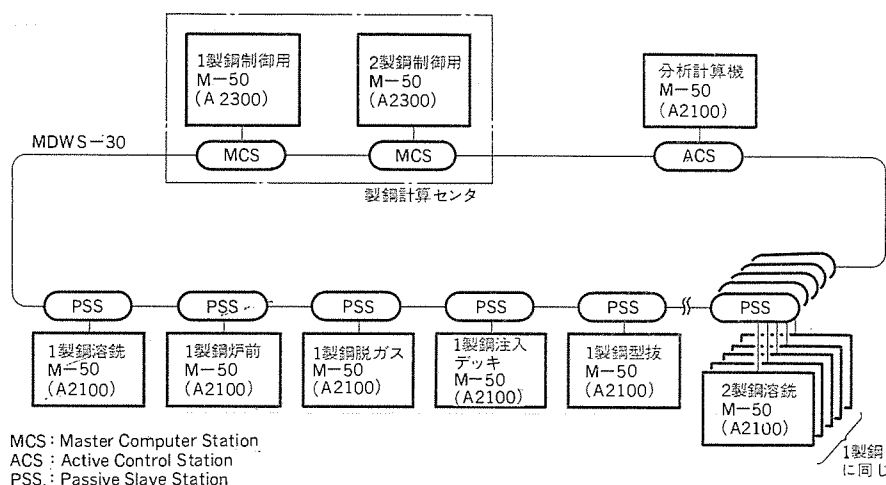 1製鋼制御用
M-50
(A2300)
2製鋼制御用
M-50
(A2300)
分析計算機
M-50
(A2100)
MDWS-30
MCS
MCS
ACS
製鋼計算センタ
PSS
PSS
PSS
PSS
PSS
PSS
1製鋼溶銑
M-50
(A2100)
1製鋼炉前
M-50
(A2100)
1製鋼脱ガス
M-50
(A2100)
1製鋼注入
デッキ
M-50
(A2100)
1製鋼型抜
M-50
(A2100)
2製鋼溶銑
M-50
(A2100)
1製鋼
に同じ
MCS:Master Computer Station
ACS:Active Control Station
PSS:Passive Slave Station